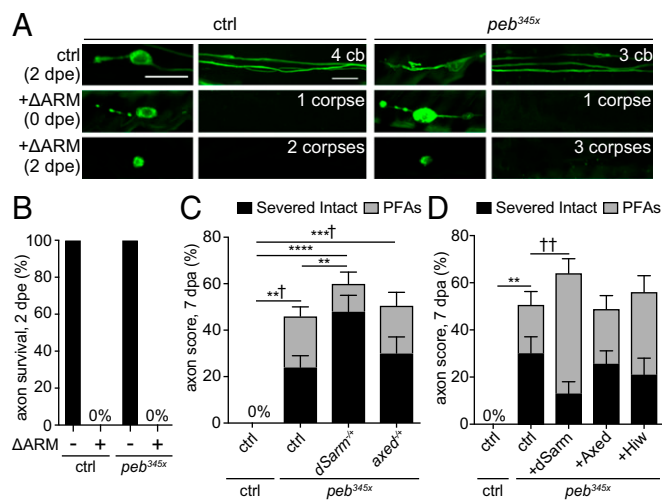 A
ctrl
peb345x
ctrl
(2 dpe)
4 cb
3 cb
+ΔARM
(0 dpe)
1 corpse
1 corpse
+ΔARM
(2 dpe)
2 corpses
3 corpses
B
axon survival, 2 dpe (%)
100
80
60
40
20
0
0%
0%
ΔARM
- + - +
ctrl
peb345x
C
Severed Intact
PFAs
axon score, 7 dpa (%)
80
60
40
20
0
***†
****
**
**†
0%
ctrl
ctrl
dSarm-/+
axed-/+
ctrl
peb345x
D
Severed Intact
PFAs
axon score, 7 dpa (%)
80
60
40
20
0
††
**
0%
ctrl
ctrl
+dSarm
+Axed
+Hiw
ctrl
peb345x